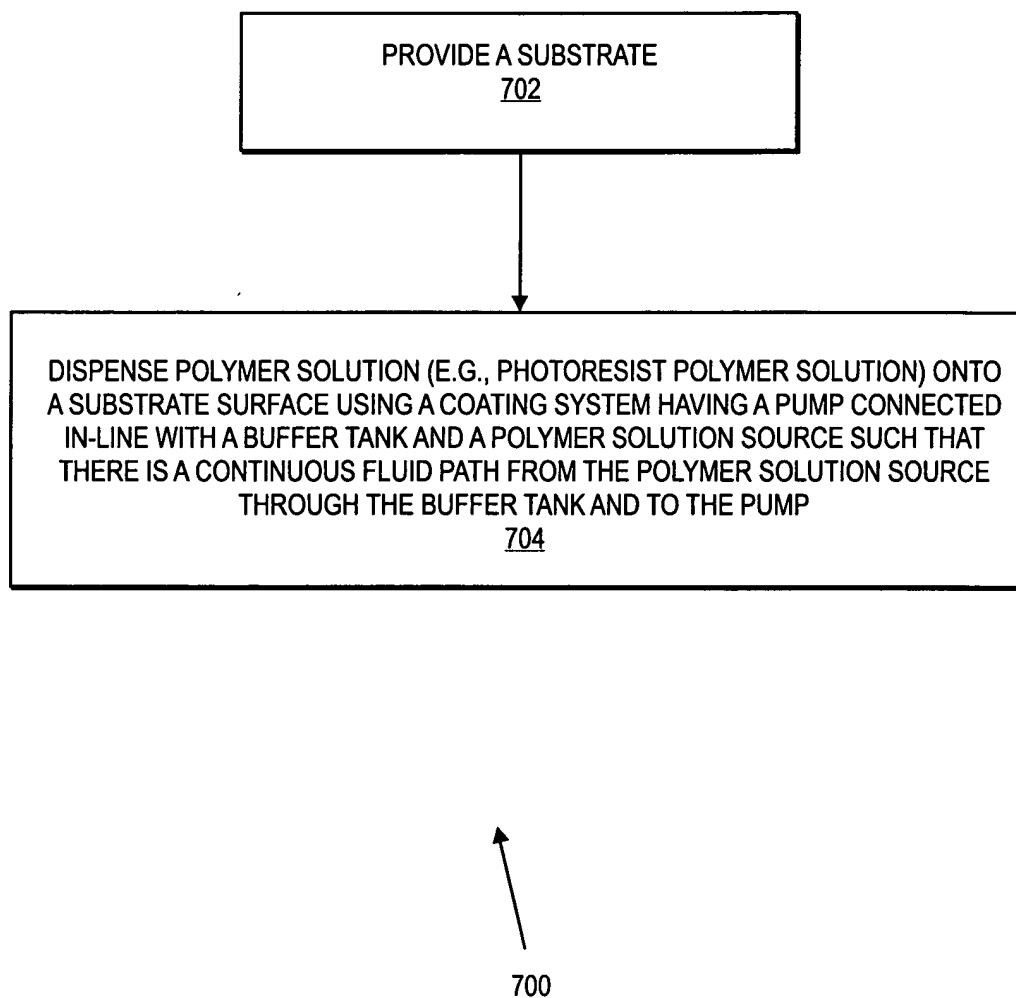 PROVIDE A SUBSTRATE
702
DISPENSE POLYMER SOLUTION (E.G., PHOTORESIST POLYMER SOLUTION) ONTO
A SUBSTRATE SURFACE USING A COATING SYSTEM HAVING A PUMP CONNECTED
IN-LINE WITH A BUFFER TANK AND A POLYMER SOLUTION SOURCE SUCH THAT
THERE IS A CONTINUOUS FLUID PATH FROM THE POLYMER SOLUTION SOURCE
THROUGH THE BUFFER TANK AND TO THE PUMP
704
700